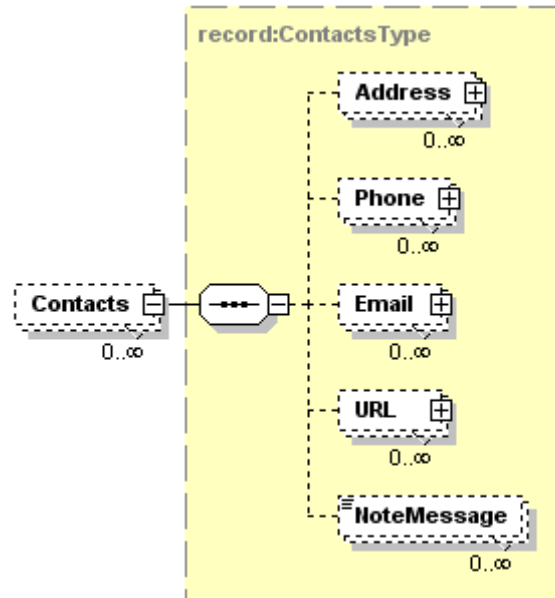 record:ContactsType
Address
0..∞
Phone
0..∞
Contacts
0..∞
Email
0..∞
URL
0..∞
NoteMessage
0..∞